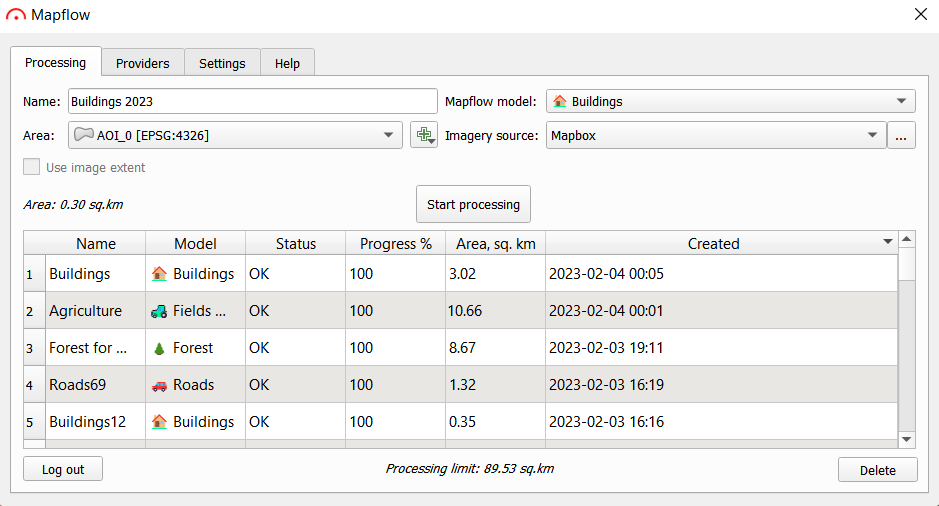 Mapflow
Processing Providers Settings Help
Name: Buildings 2023 Mapflow model: Buildings
Area: AOI_0 [EPSG:4326] Imagery source: Mapbox ...
Use image extent
Area: 0.30 sq.km Start processing
Name Model Status Progress % Area, sq. km Created
1 Buildings Buildings OK 100 3.02 2023-02-04 00:05
2 Agriculture Fields ... OK 100 10.66 2023-02-04 00:01
3 Forest for ... Forest OK 100 8.67 2023-02-03 19:11
4 Roads69 Roads OK 100 1.32 2023-02-03 16:19
5 Buildings12 Buildings OK 100 0.35 2023-02-03 16:16
Log out Processing limit: 89.53 sq.km Delete